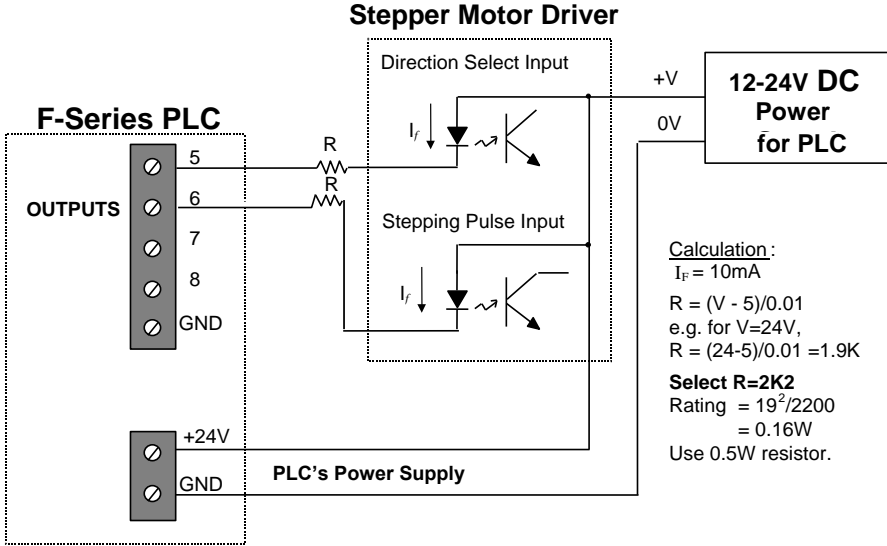 Stepper Motor Driver
Direction Select Input
+V
12-24V DC
Power
for PLC
0V
F-Series PLC
If
R
5
R
OUTPUTS
6
7
8
GND
Stepping Pulse Input
If
Calculation :
IF = 10mA
R = (V - 5)/0.01
e.g. for V=24V,
R = (24-5)/0.01 =1.9K
Select R=2K2
Rating = 19²/2200
= 0.16W
Use 0.5W resistor.
+24V
GND
PLC's Power Supply